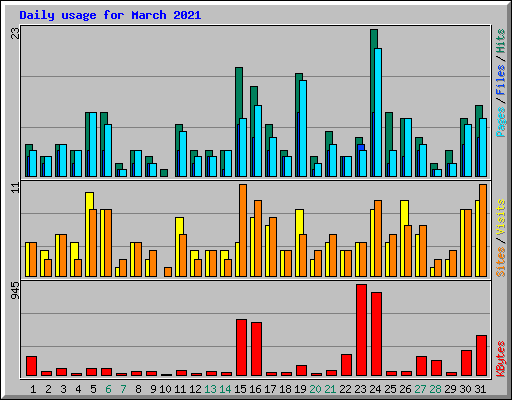 Daily usage for March 2021
23
11
945
Pages / Files / Hits
Sites / Visits
KBytes
1 2 3 4 5 6 7 8 9 10 11 12 13 14 15 16 17 18 19 20 21 22 23 24 25 26 27 28 29 30 31